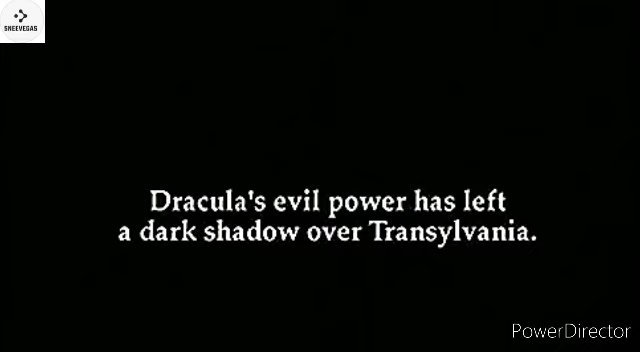 SNEEVEGAS
Dracula's evil power has left
a dark shadow over Transylvania.
PowerDirector